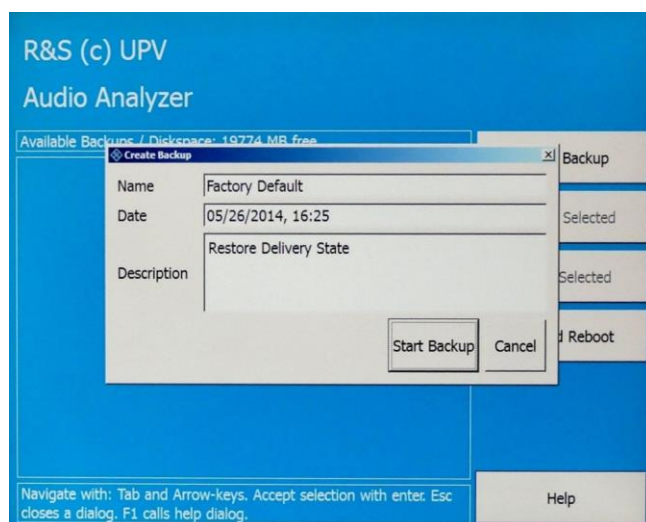 R&S (c) UPV
Audio Analyzer
Available Backups / Diskspace: 19774 MB free
Create Backup
Backup
Name
Factory Default
Date
05/26/2014, 16:25
Selected
Restore Delivery State
Description
Selected
Start Backup
Cancel
d Reboot
Navigate with: Tab and Arrow-keys. Accept selection with enter. Esc
closes a dialog. F1 calls help dialog.
Help